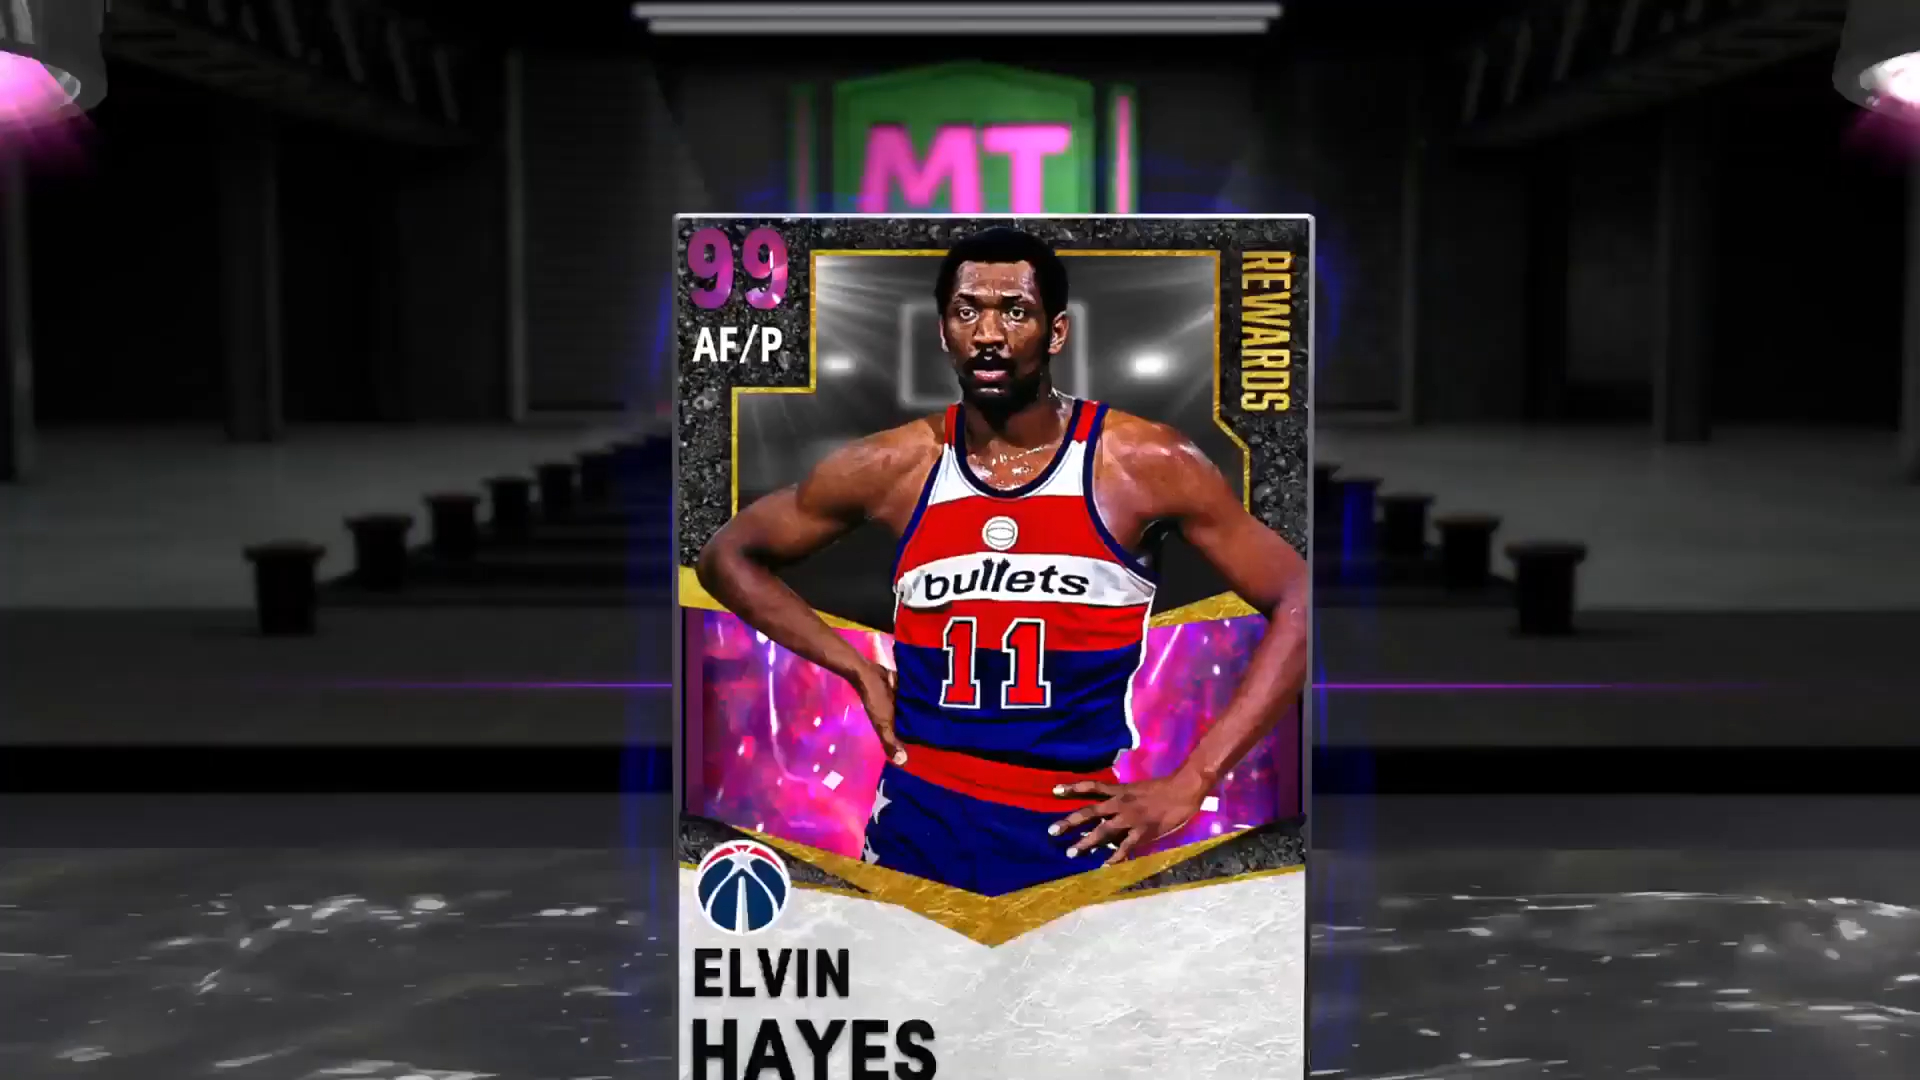 MT
99
AF/P
REWARDS
bullets
11
ELVIN
HAYES